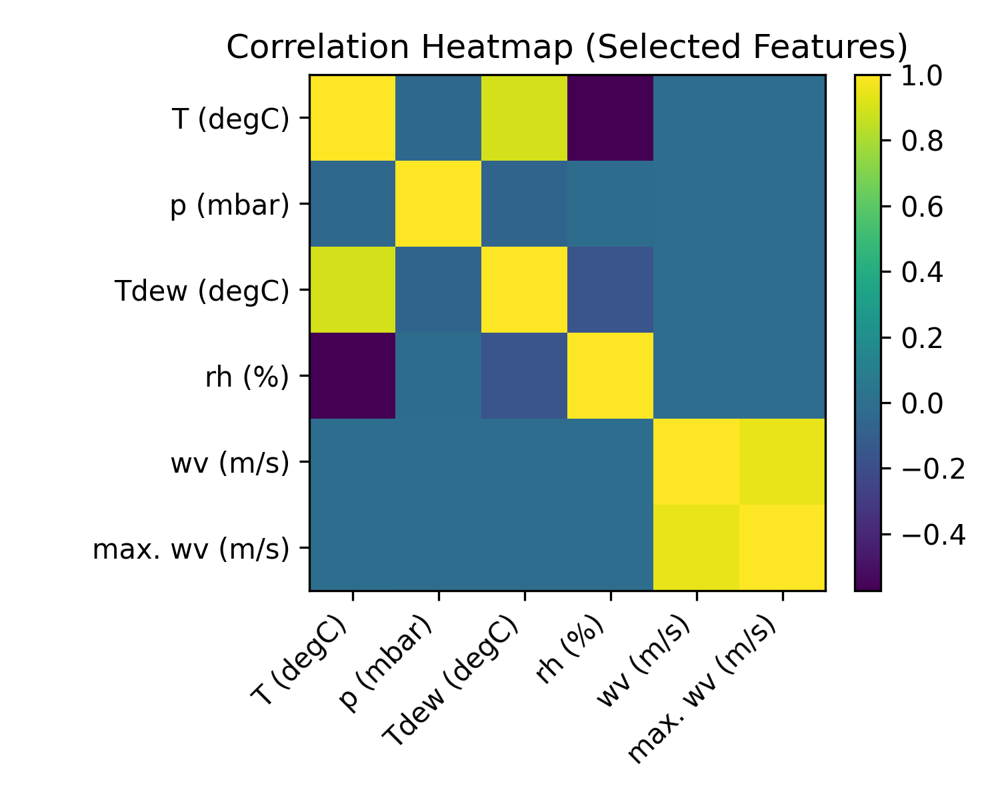 Correlation Heatmap (Selected Features)
T (degC)
p (mbar)
Tdew (degC)
rh (%)
wv (m/s)
max. wv (m/s)
T (degC)
p (mbar)
Tdew (degC)
rh (%)
wv (m/s)
max. wv (m/s)
1.0
0.8
0.6
0.4
0.2
0.0
−0.2
−0.4